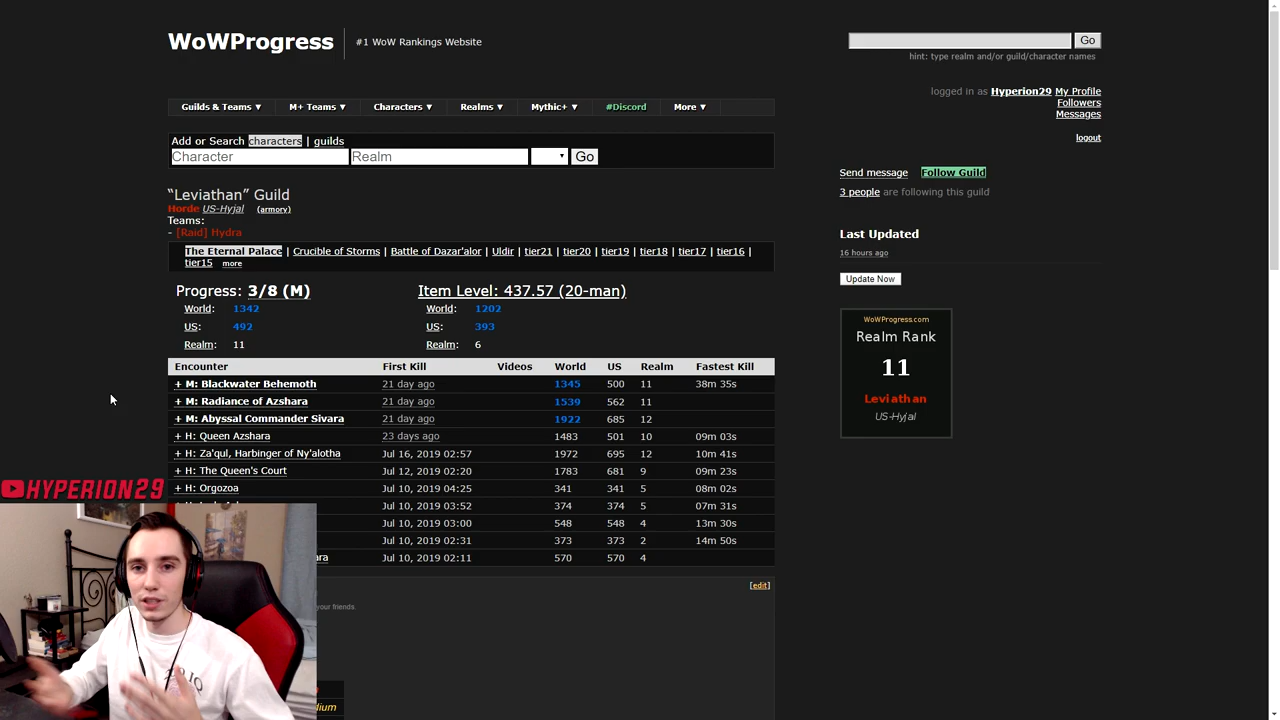 WoWProgress
#1 WoW Rankings Website
Go
hint: type realm and/or guild/character names
logged in as Hyperion29 My Profile
Followers
Messages
logout
Guilds & Teams ▼ M+ Teams ▼ Characters ▼ Realms ▼ Mythic+ ▼ #Discord More ▼
Add or Search characters | guilds
Character Realm Go
“Leviathan” Guild
Horde US-Hyjal (armory)
Teams:
- [Raid] Hydra
Send message Follow Guild
3 people are following this guild
The Eternal Palace | Crucible of Storms | Battle of Dazar'alor | Uldir | tier21 | tier20 | tier19 | tier18 | tier17 | tier16 |
tier15 more
Last Updated
16 hours ago
Update Now
Progress: 3/8 (M) Item Level: 437.57 (20-man)
World: 1342 World: 1202
US: 492 US: 393
Realm: 11 Realm: 6
WoWProgress.com
Realm Rank
11
Leviathan
US-Hyjal
Encounter First Kill Videos World US Realm Fastest Kill
+ M: Blackwater Behemoth 21 day ago 1345 500 11 38m 35s
+ M: Radiance of Azshara 21 day ago 1539 562 11
+ M: Abyssal Commander Sivara 21 day ago 1922 685 12
+ H: Queen Azshara 23 days ago 1483 501 10 09m 03s
+ H: Za'qul, Harbinger of Ny'alotha Jul 16, 2019 02:57 1972 695 12 10m 41s
+ H: The Queen's Court Jul 12, 2019 02:20 1783 681 9 09m 23s
+ H: Orgozoa Jul 10, 2019 04:25 341 341 5 08m 02s
Jul 10, 2019 03:52 374 374 5 07m 31s
Jul 10, 2019 03:00 548 548 4 13m 30s
Jul 10, 2019 02:31 373 373 2 14m 50s
ara Jul 10, 2019 02:11 570 570 4
HYPERION29
[edit]
your friends
dium